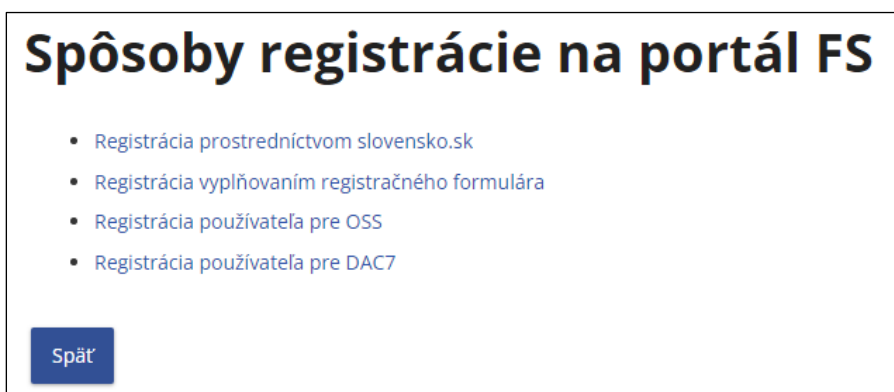 Spôsoby registrácie na portál FS
Registrácia prostredníctvom slovensko.sk
Registrácia vyplňovaním registračného formulára
Registrácia používateľa pre OSS
Registrácia používateľa pre DAC7
Späť